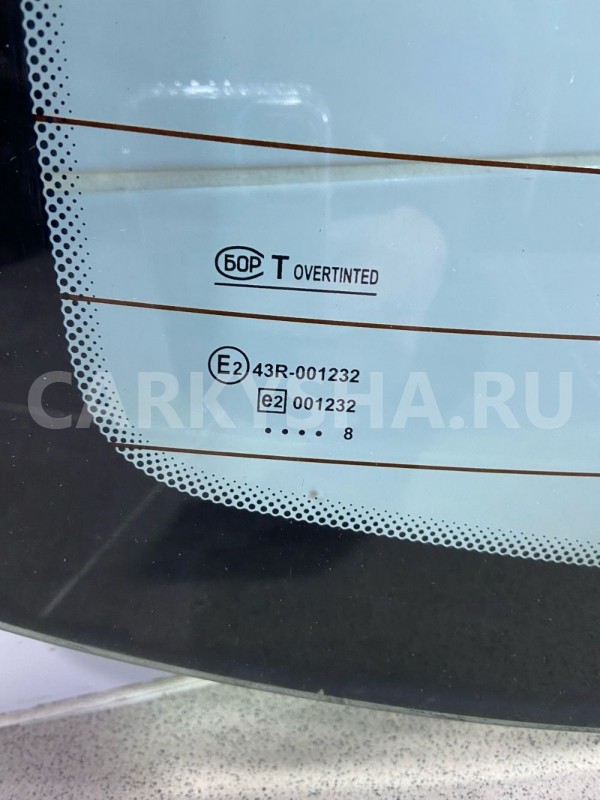 БОР T OVERTINTED
E2 43R-001232
e2 001232
. . . . 8
CARKYSHA.RU